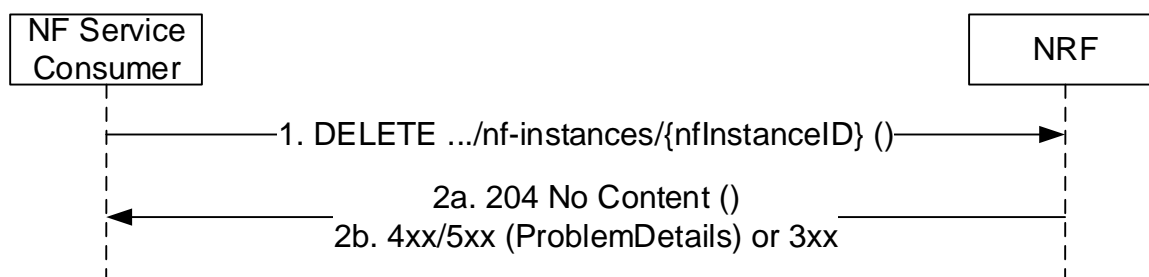 NF Service
Consumer
NRF
1. DELETE .../nf-instances/{nfInstanceID} ()
2a. 204 No Content ()
2b. 4xx/5xx (ProblemDetails) or 3xx